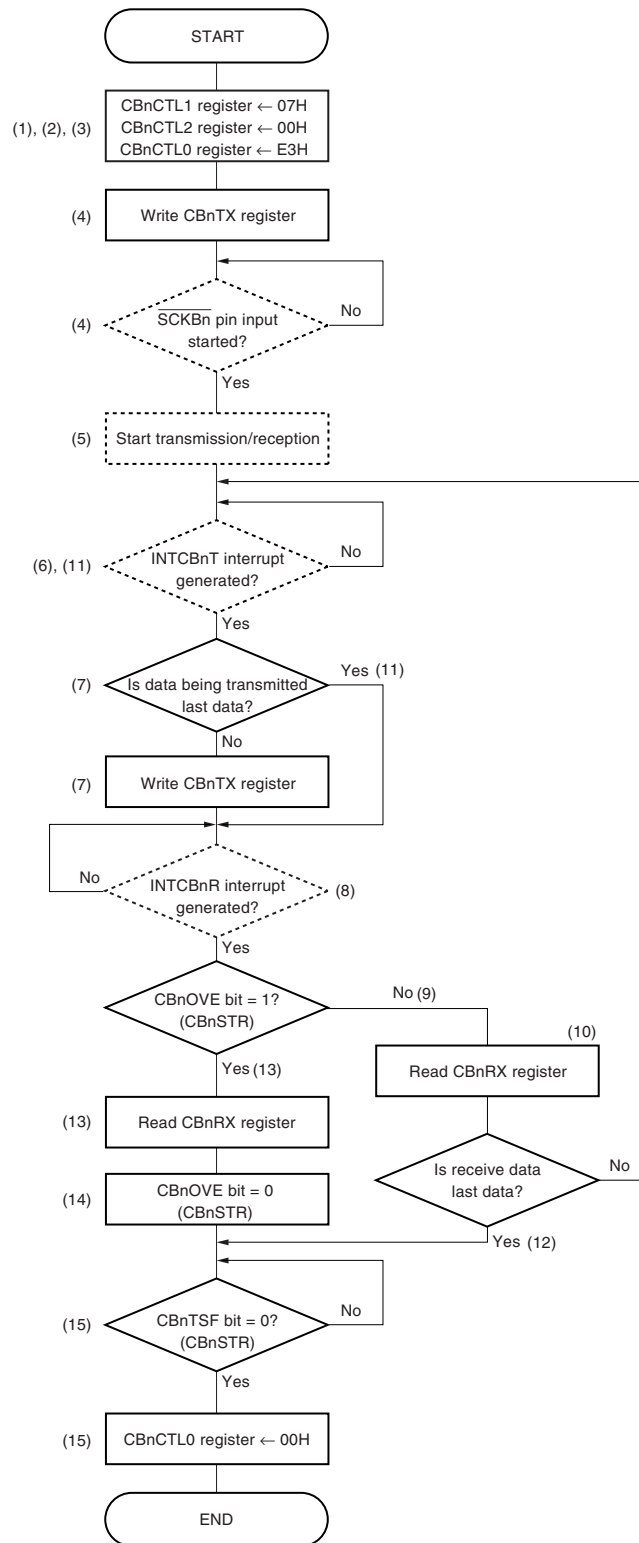 START
(1), (2), (3)
CBnCTL1 register ← 07H
CBnCTL2 register ← 00H
CBnCTL0 register ← E3H
(4)
Write CBnTX register
(4)
SCKBn pin input
started?
No
Yes
(5)
Start transmission/reception
(6), (11)
INTCBnT interrupt
generated?
No
Yes
(7)
Is data being transmitted
last data?
Yes (11)
No
(7)
Write CBnTX register
No
INTCBnR interrupt
generated?
(8)
Yes
CBnOVE bit = 1?
(CBnSTR)
No (9)
Yes (13)
(10)
Read CBnRX register
(13)
Read CBnRX register
Is receive data
last data?
No
Yes (12)
(14)
CBnOVE bit = 0
(CBnSTR)
(15)
CBnTSF bit = 0?
(CBnSTR)
No
Yes
(15)
CBnCTL0 register ← 00H
END